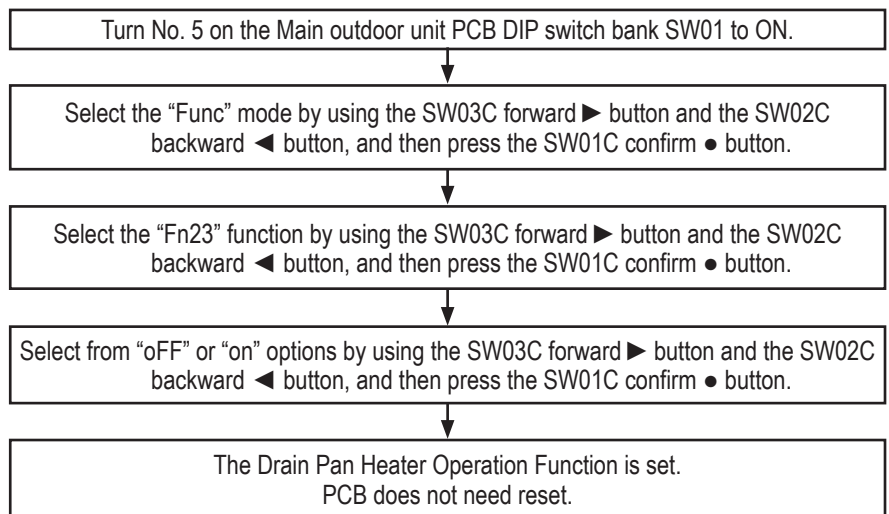 Turn No. 5 on the Main outdoor unit PCB DIP switch bank SW01 to ON.
Select the “Func” mode by using the SW03C forward ► button and the SW02C
backward ◄ button, and then press the SW01C confirm ● button.
Select the “Fn23” function by using the SW03C forward ► button and the SW02C
backward ◄ button, and then press the SW01C confirm ● button.
Select from “oFF” or “on” options by using the SW03C forward ► button and the SW02C
backward ◄ button, and then press the SW01C confirm ● button.
The Drain Pan Heater Operation Function is set.
PCB does not need reset.